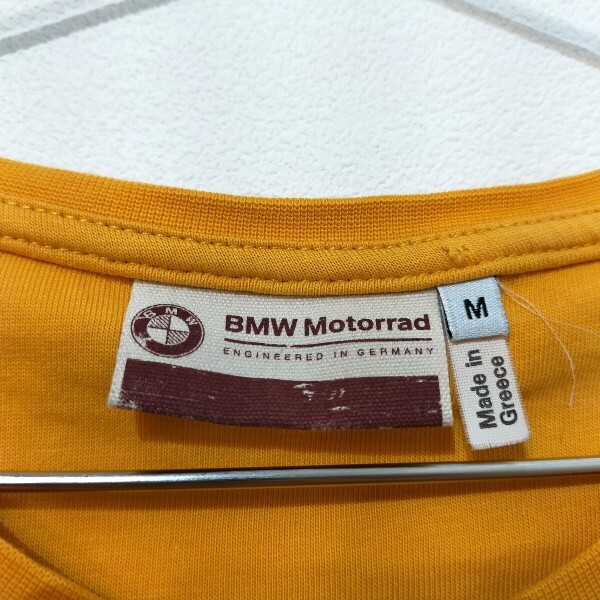 BMW
BMW Motorrad
ENGINEERED IN GERMANY
M
Made in
Greece